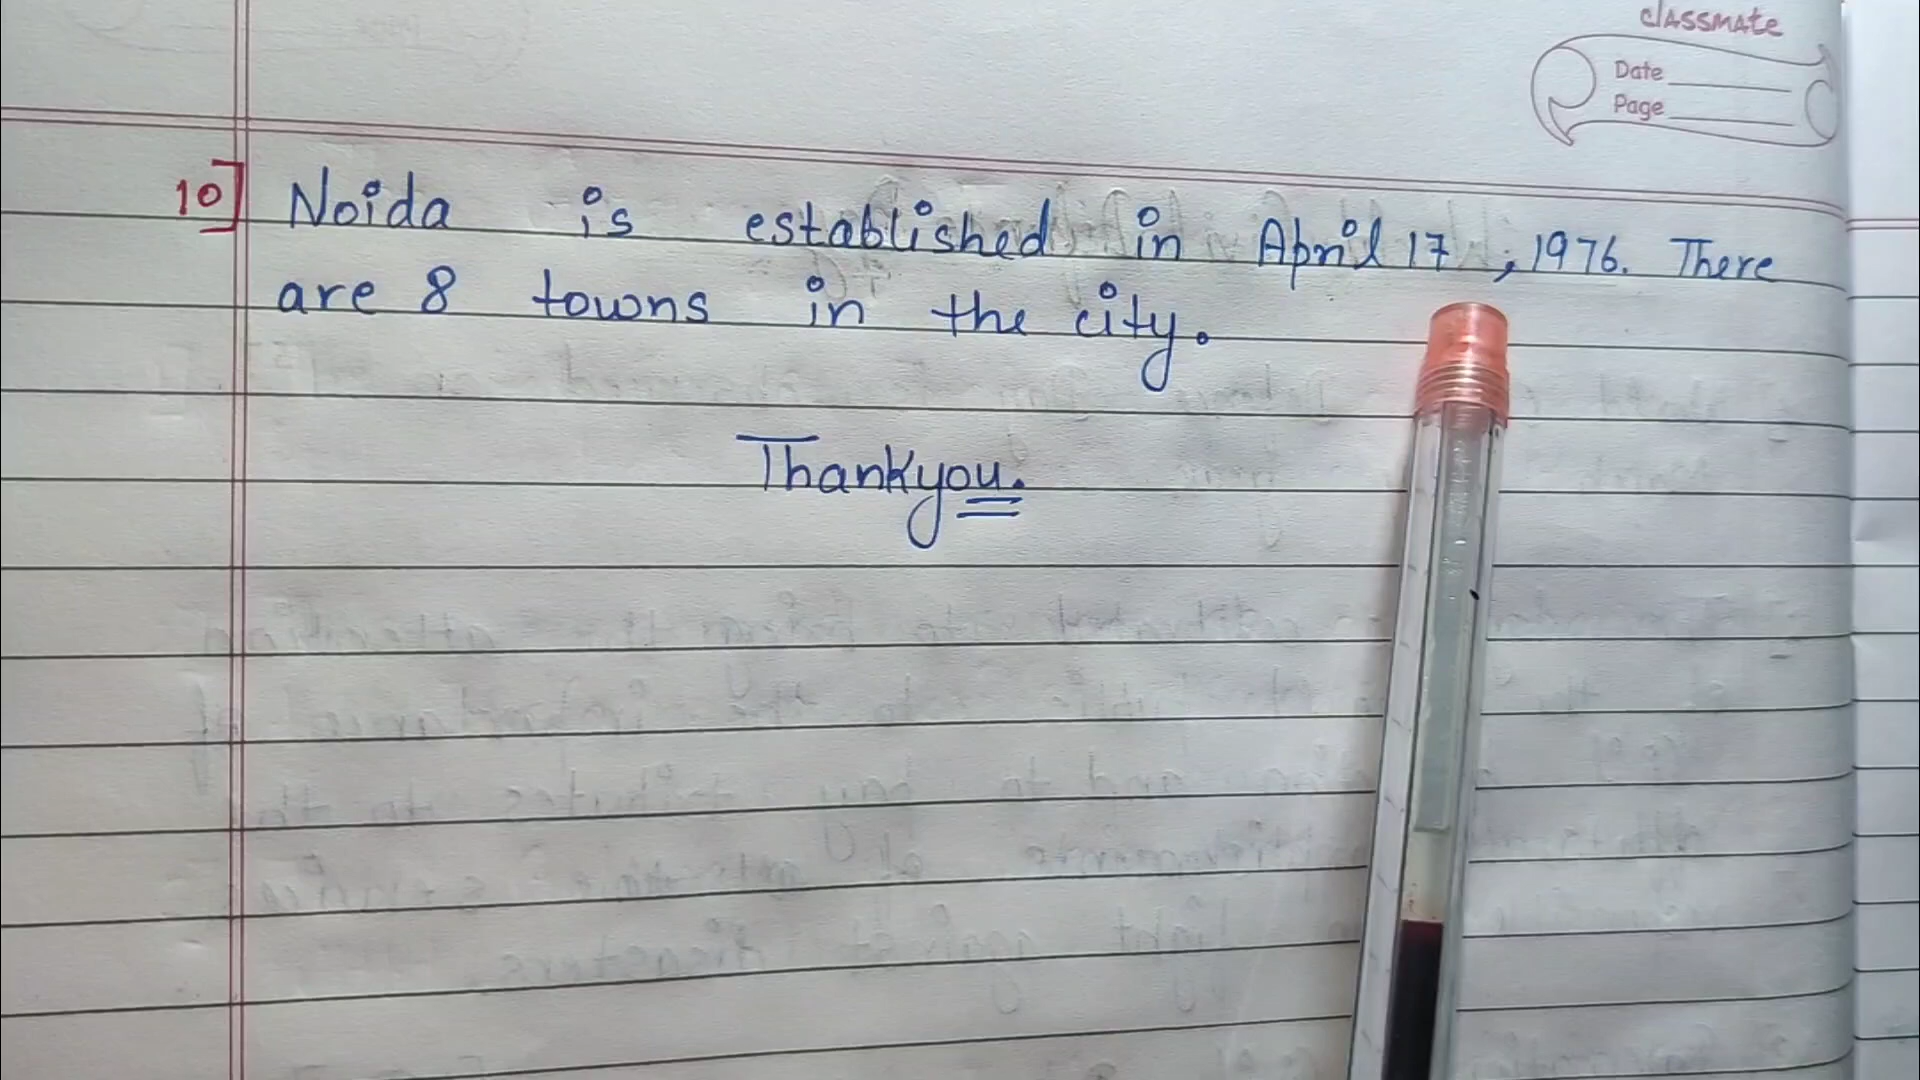 classmate
Date
Page
10] Noida is established in April 17, 1976. There
are 8 towns in the city.
Thankyou.